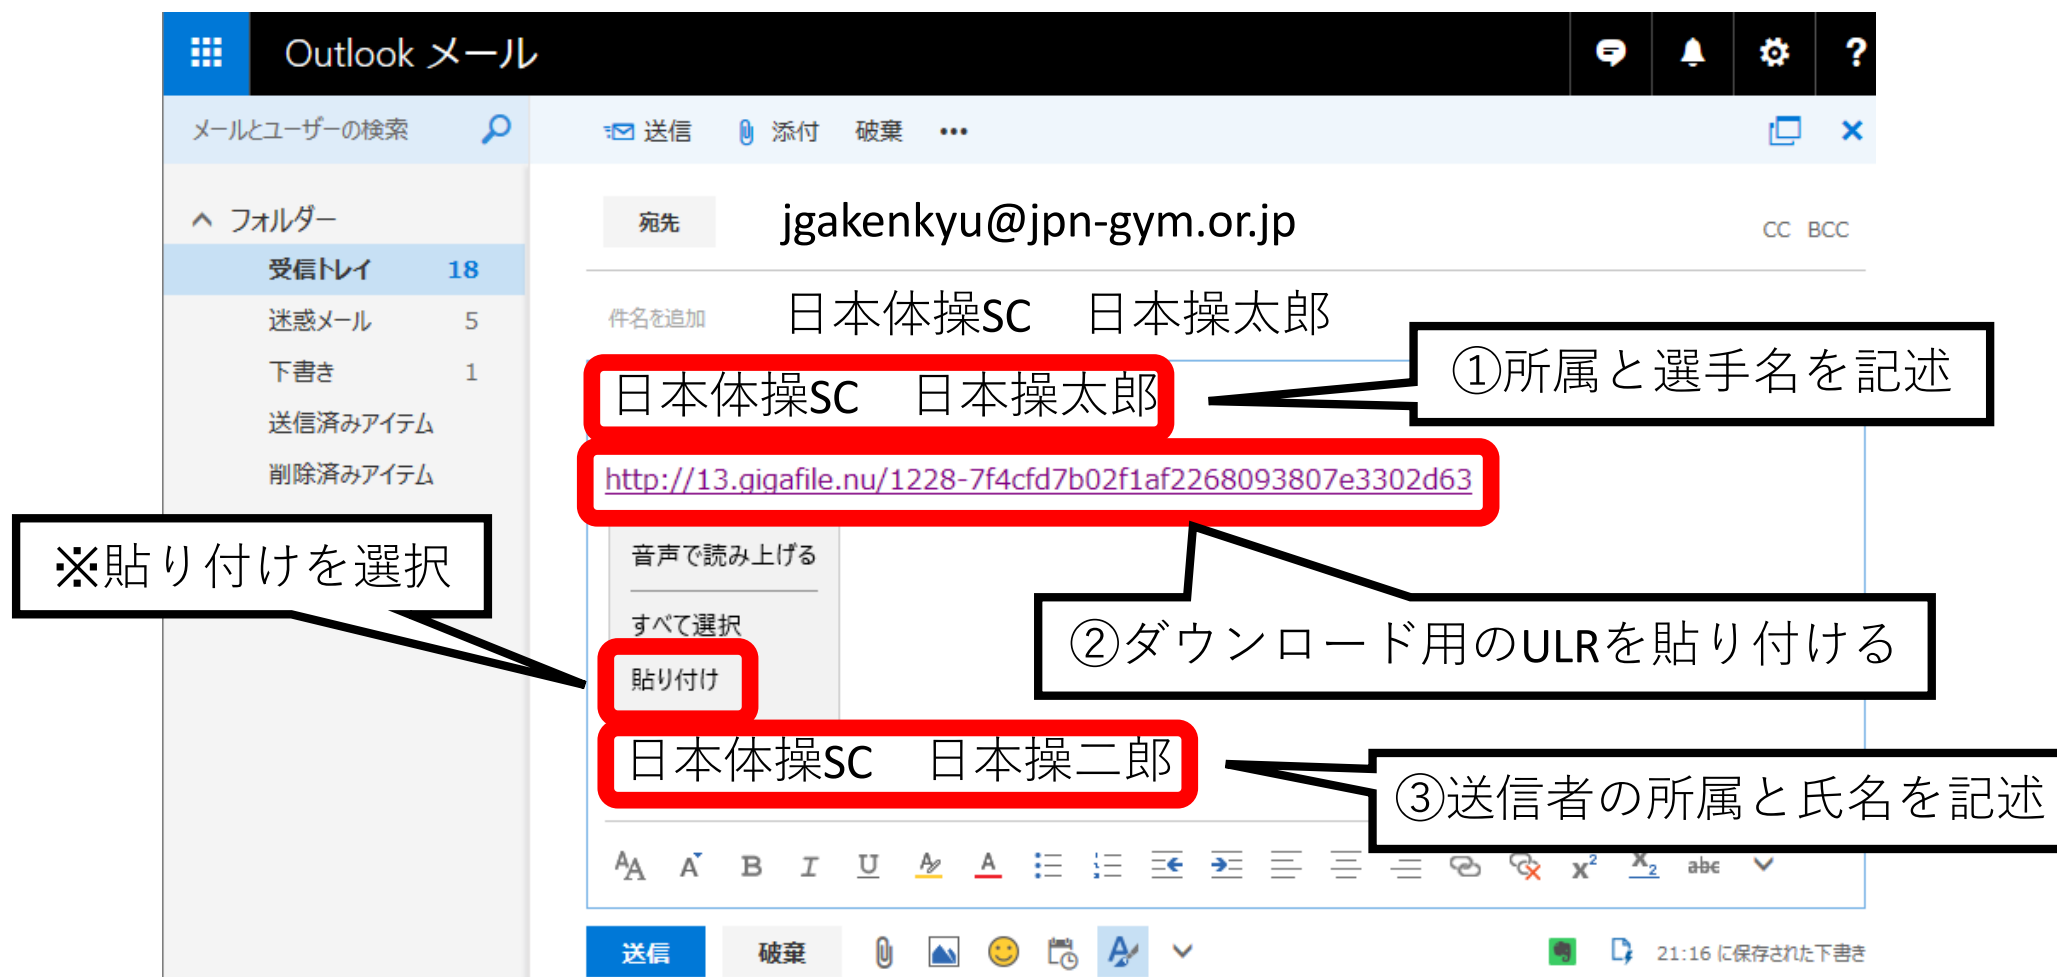 Outlook メール
?
メールとユーザーの検索
送信 添付 破棄 •••
フォルダー
受信トレイ 18
迷惑メール 5
下書き 1
送信済みアイテム
削除済みアイテム
宛先 jgakenkyu@jpn-gym.or.jp CC BCC
件名を追加 日本体操SC 日本操太郎
①所属と選手名を記述
日本体操SC 日本操太郎
http://13.gigafile.nu/1228-7f4cfd7b02f1af2268093807e3302d63
※貼り付けを選択
音声で読み上げる
すべて選択
貼り付け
②ダウンロード用のULRを貼り付ける
日本体操SC 日本操二郎
③送信者の所属と氏名を記述
AA A B I U A A x² x₂ abc
送信 破棄 21:16 に保存された下書き